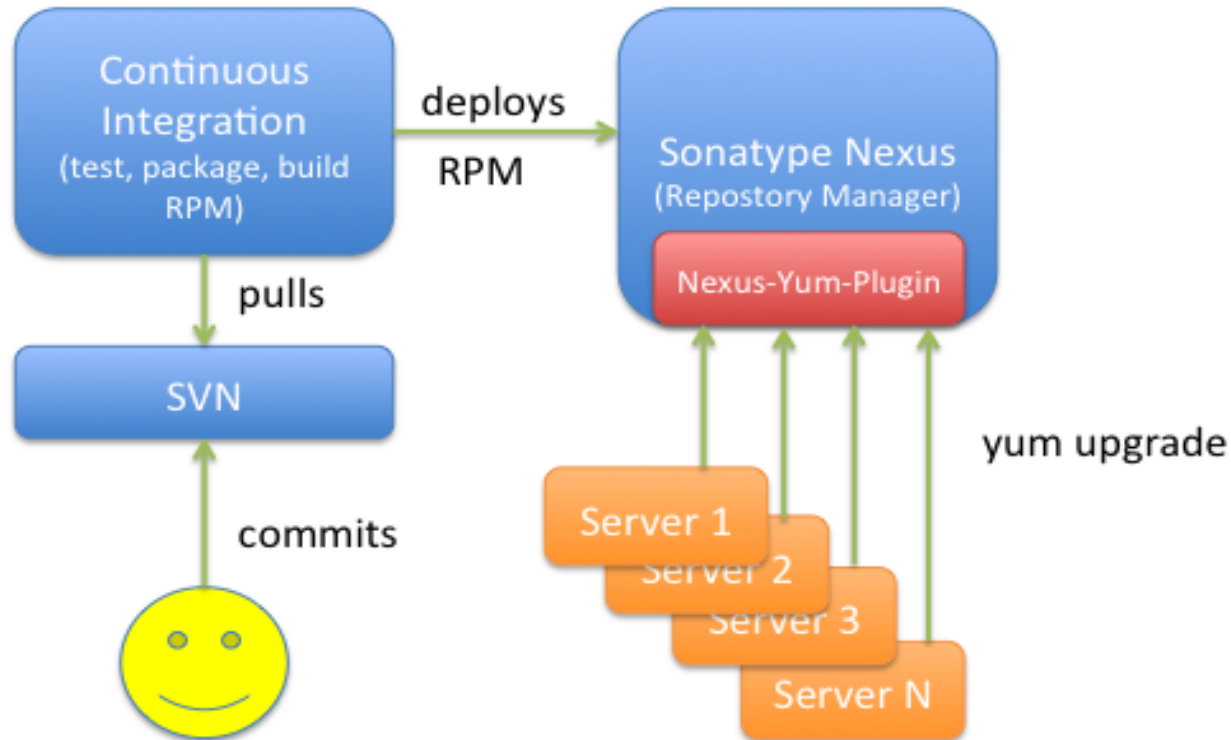 Continuous
Integration
(test, package, build
RPM)
deploys
RPM
Sonatype Nexus
(Repostory Manager)
Nexus-Yum-Plugin
pulls
SVN
commits
yum upgrade
Server 1
Server 2
Server 3
Server N